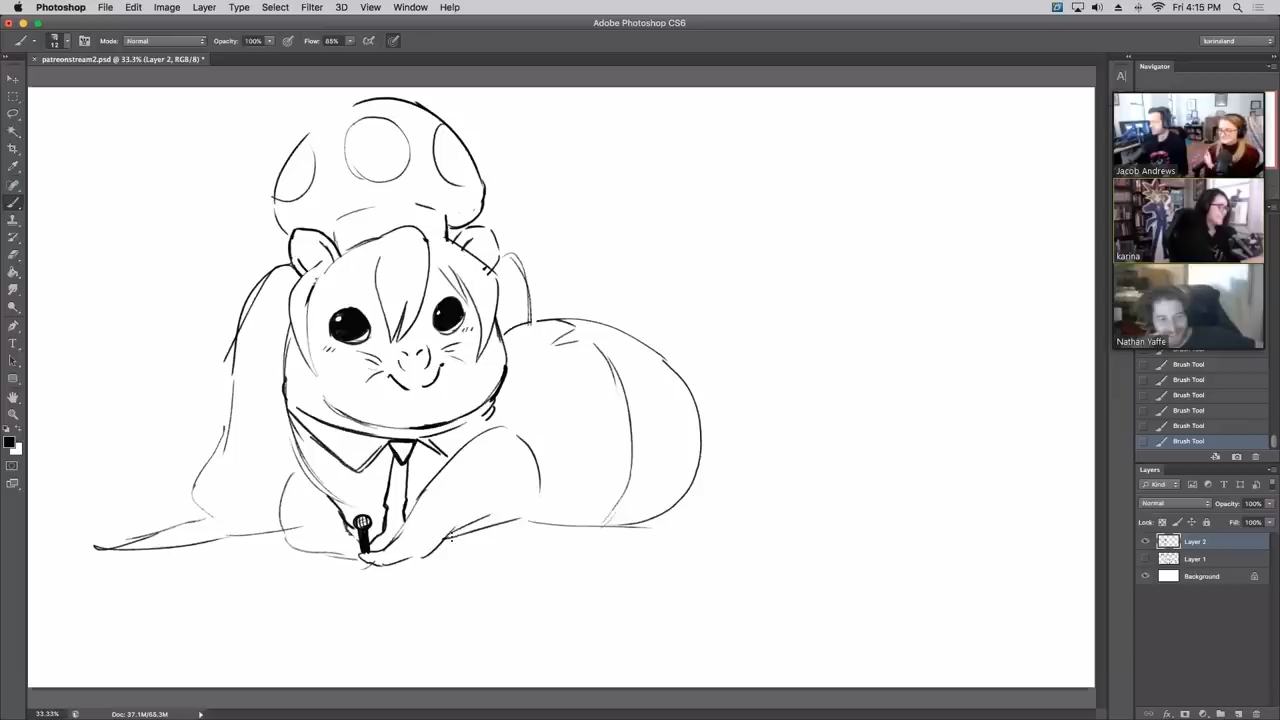 Photoshop File Edit Image Layer Type Select Filter 3D View Window Help Fri 4:15 PM
Adobe Photoshop CS6
12 Mode: Normal Opacity: 100% Flow: 85% karinsland
× patreonstream2.psd @ 33.3% (Layer 2, RGB/8) *
Navigator
Jacob Andrews
karina
Nathan Yaffe
Brush Tool
Brush Tool
Brush Tool
Brush Tool
Brush Tool
Brush Tool
Layers
Kind
Normal Opacity: 100%
Lock: Fill: 100%
Layer 2
Layer 1
Background
33.33% Doc: 37.1M/65.3M